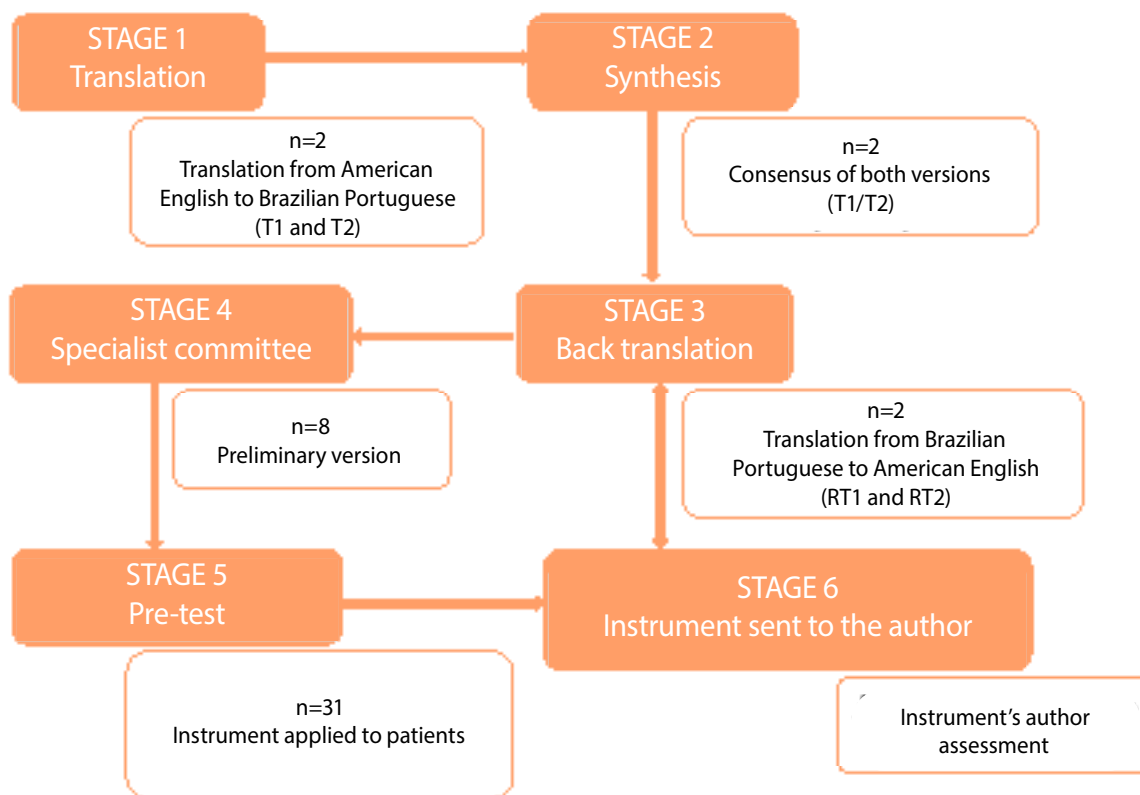 STAGE 1
Translation
n=2
Translation from American
English to Brazilian Portuguese
(T1 and T2)
STAGE 2
Synthesis
n=2
Consensus of both versions
(T1/T2)
STAGE 3
Back translation
n=2
Translation from Brazilian
Portuguese to American English
(RT1 and RT2)
STAGE 4
Specialist committee
n=8
Preliminary version
STAGE 5
Pre-test
n=31
Instrument applied to patients
STAGE 6
Instrument sent to the author
Instrument's author
assessment